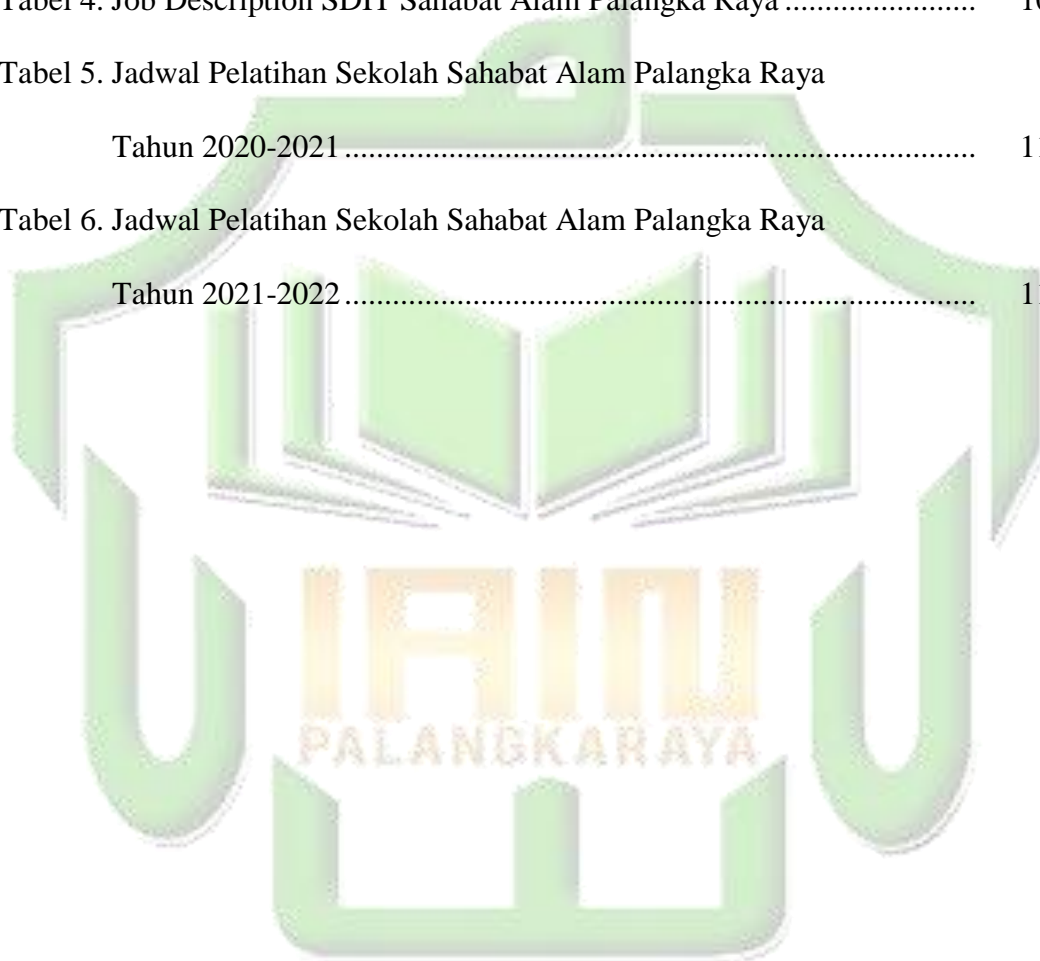 Tabel 4. Job Description SDIT Sahabat Alam Palangka Raya ........................
Tabel 5. Jadwal Pelatihan Sekolah Sahabat Alam Palangka Raya
Tahun 2020-2021 ...............................................................................
Tabel 6. Jadwal Pelatihan Sekolah Sahabat Alam Palangka Raya
Tahun 2021-2022 ...............................................................................
IAIN
PALANGKARAYA